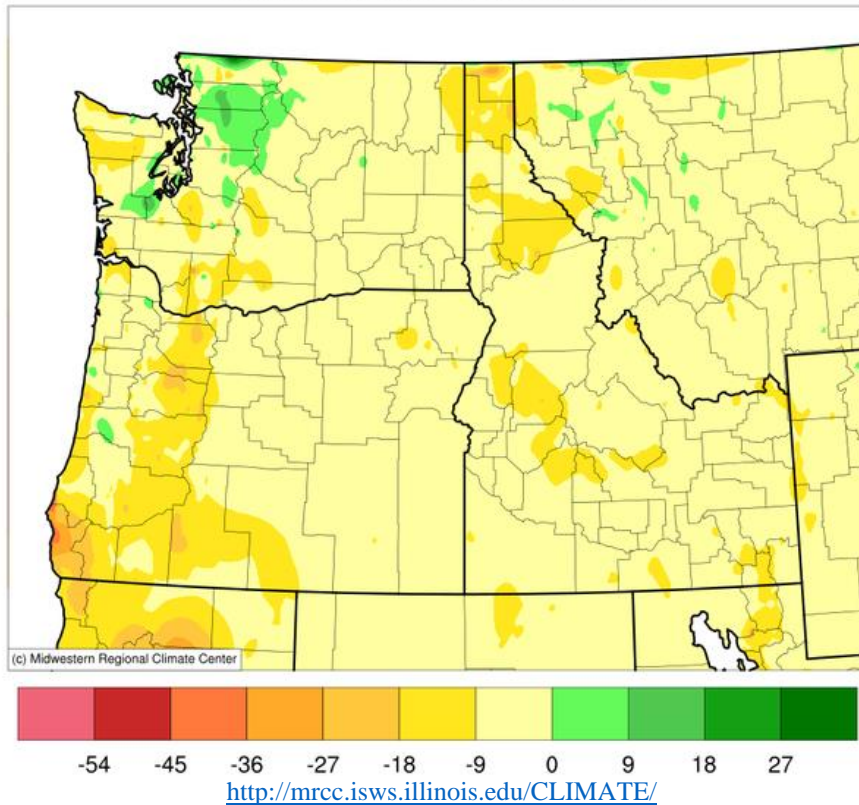 (c) Midwestern Regional Climate Center
-54 -45 -36 -27 -18 -9 0 9 18 27
http://mrcc.isws.illinois.edu/CLIMATE/